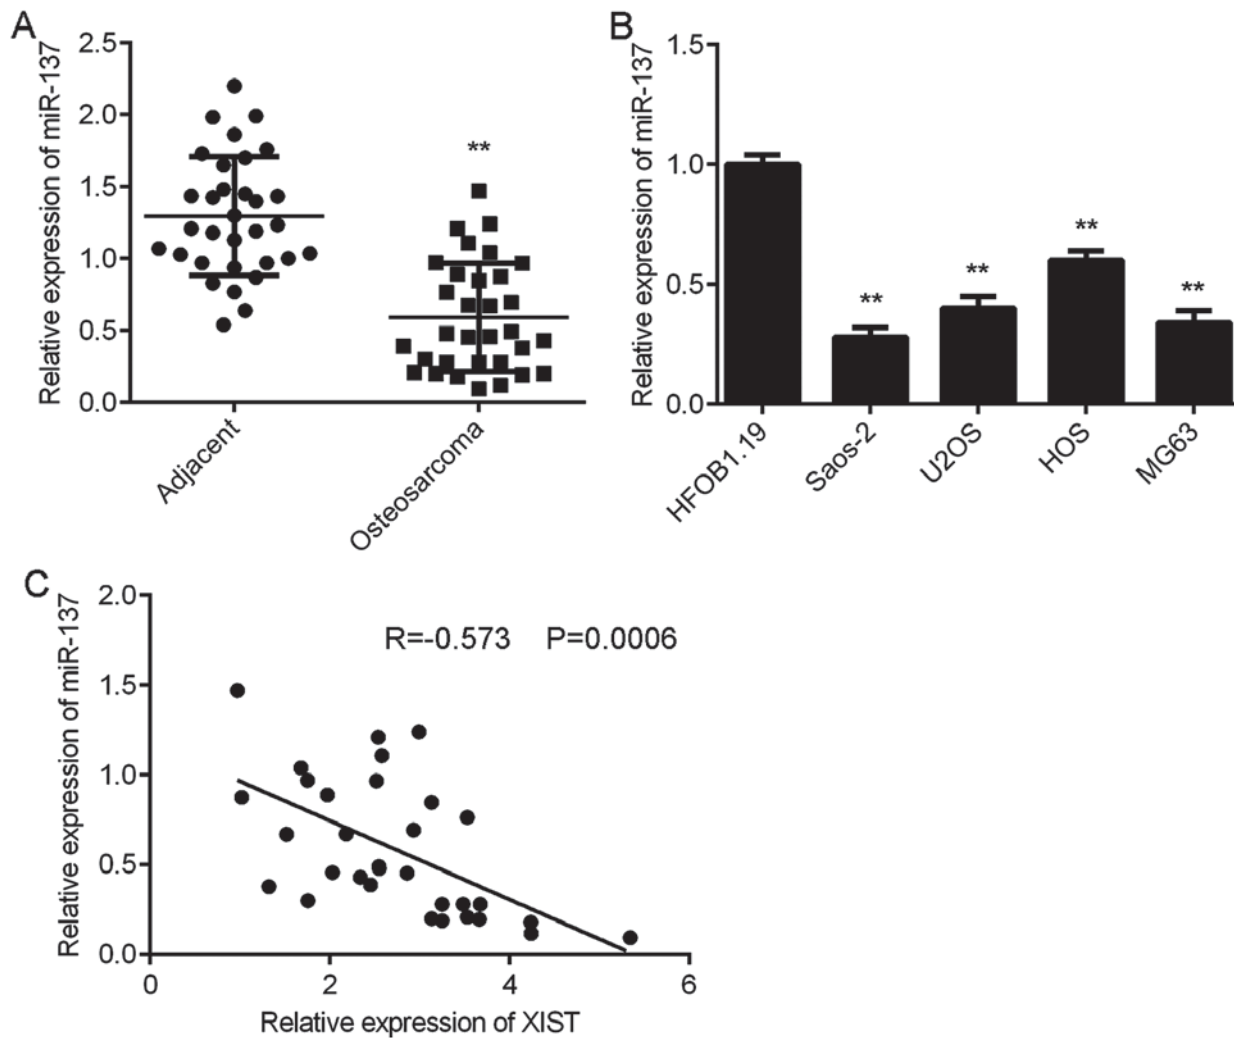 A
Relative expression of miR-137
2.5
2.0
1.5
1.0
0.5
0.0
**
Adjacent
Osteosarcoma
B
Relative expression of miR-137
1.5
1.0
0.5
0.0
**
**
**
**
HFOB1.19
Saos-2
U2OS
HOS
MG63
C
Relative expression of miR-137
2.0
1.5
1.0
0.5
0.0
R=-0.573 P=0.0006
0 2 4 6
Relative expression of XIST